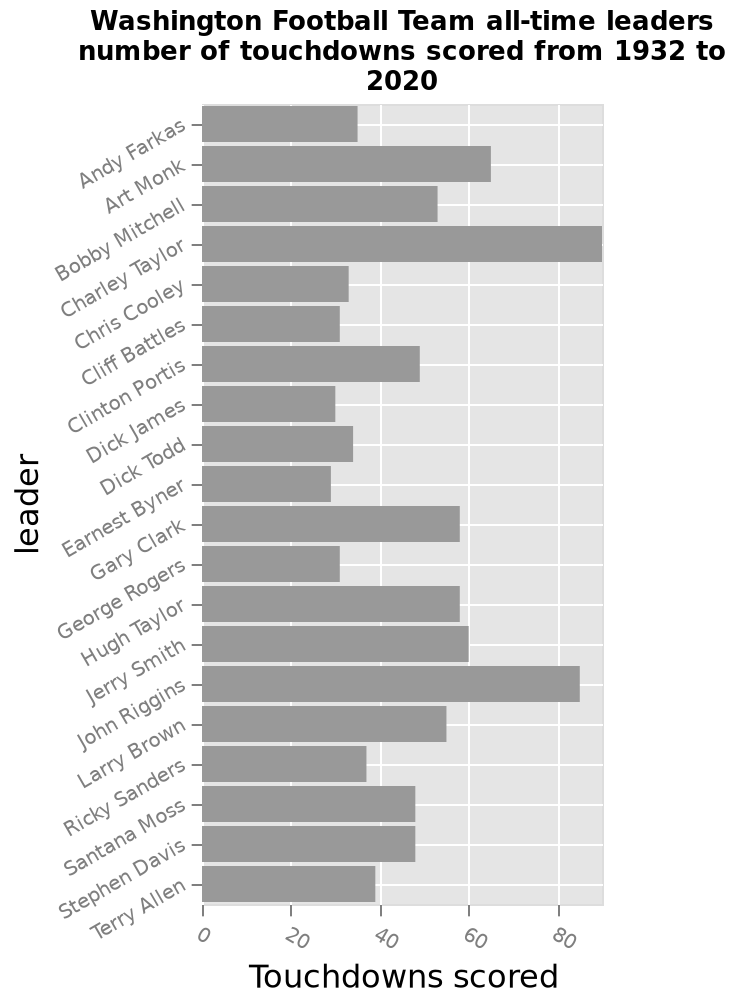 Washington Football Team all-time leaders
number of touchdowns scored from 1932 to
2020
Andy Farkas
Art Monk
Bobby Mitchell
Charley Taylor
Chris Cooley
Cliff Battles
Clinton Portis
Dick James
Dick Todd
Earnest Byner
Gary Clark
George Rogers
Hugh Taylor
Jerry Smith
John Riggins
Larry Brown
Ricky Sanders
Santana Moss
Stephen Davis
Terry Allen
leader
0 20 40 60 80
Touchdowns scored